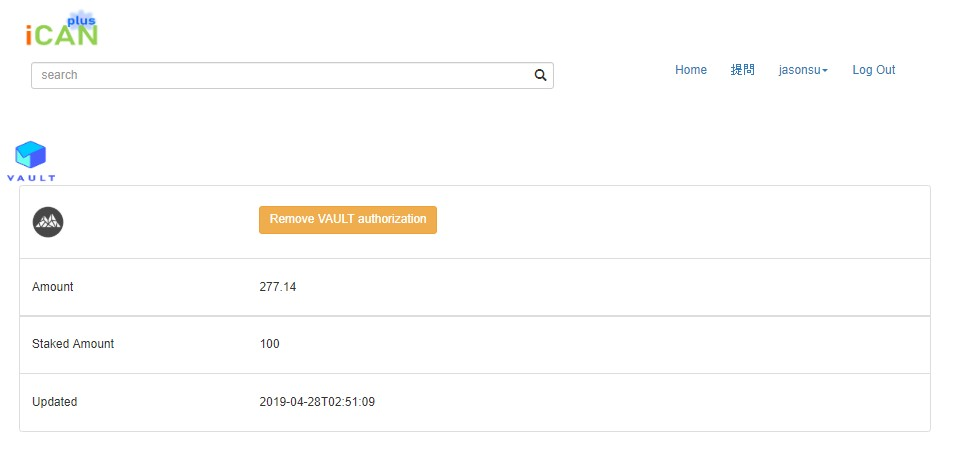 plus
iCAN
search
Home 提問 jasonsu Log Out
VAULT
Remove VAULT authorization
Amount 277.14
Staked Amount 100
Updated 2019-04-28T02:51:09